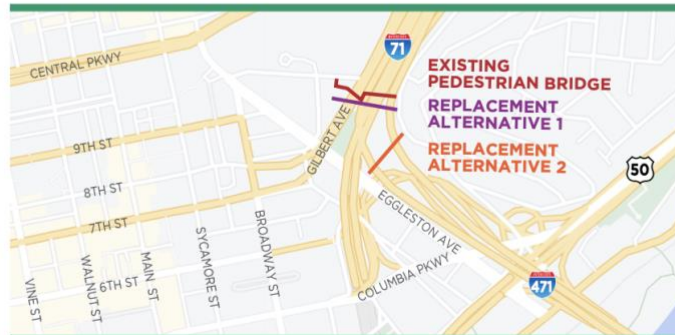 CENTRAL PKWY
INTERSTATE
71
EXISTING
PEDESTRIAN BRIDGE
REPLACEMENT
ALTERNATIVE 1
REPLACEMENT
ALTERNATIVE 2
GILBERT AVE
9TH ST
8TH ST
7TH ST
50
EGGLESTON AVE
BROADWAY ST
SYCAMORE ST
MAIN ST
WALNUT ST
VINE ST
6TH ST
COLUMBIA PKWY
INTERSTATE
471